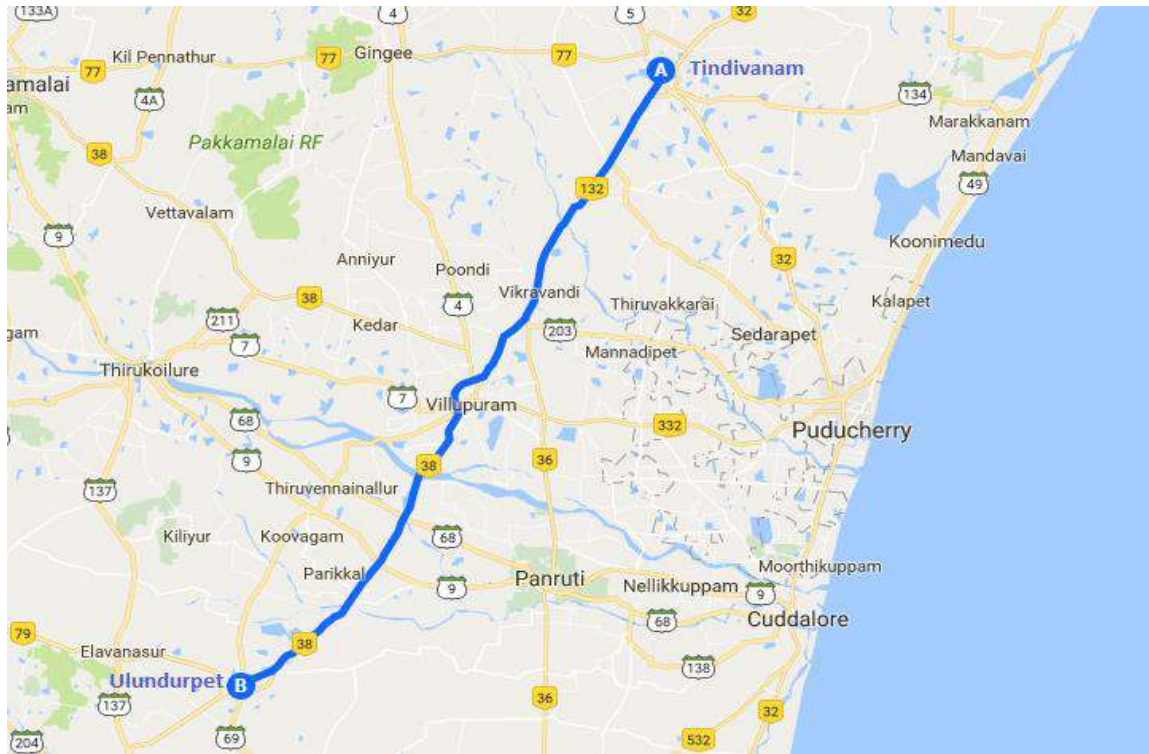 133A
4
5
32
Kil Pennathur
Gingee
77
77
77
A
Tindivanam
amalai
am
4A
134
Marakkanam
Pakkamalai RF
38
Mandavai
132
49
Vettavalam
9
Koonimedu
Anniyur
Poondi
32
Vikravandi
Kalapet
38
4
Thiruvakkarai
211
Kedar
203
Sedarapet
gam
7
Mannadipet
Thirukoilure
7
Villupuram
68
332
Puducherry
9
38
36
137
Thiruvennainallur
Kiliyur
Koovagam
68
Parikkal
Moorthikuppam
9
Panruti
Nellikkuppam
9
68
Cuddalore
79
38
Elavanasur
138
Ulundurpet
B
137
36
32
204
69
532